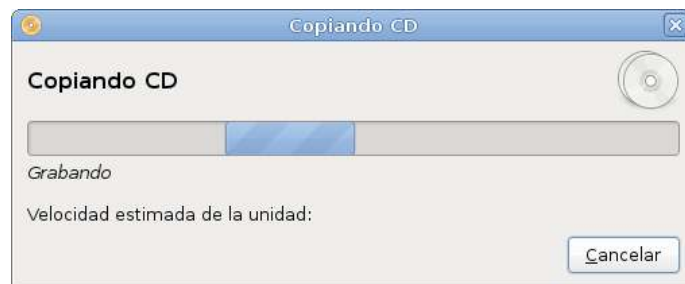 Copiando CD
Copiando CD
Grabando
Velocidad estimada de la unidad:
Cancelar